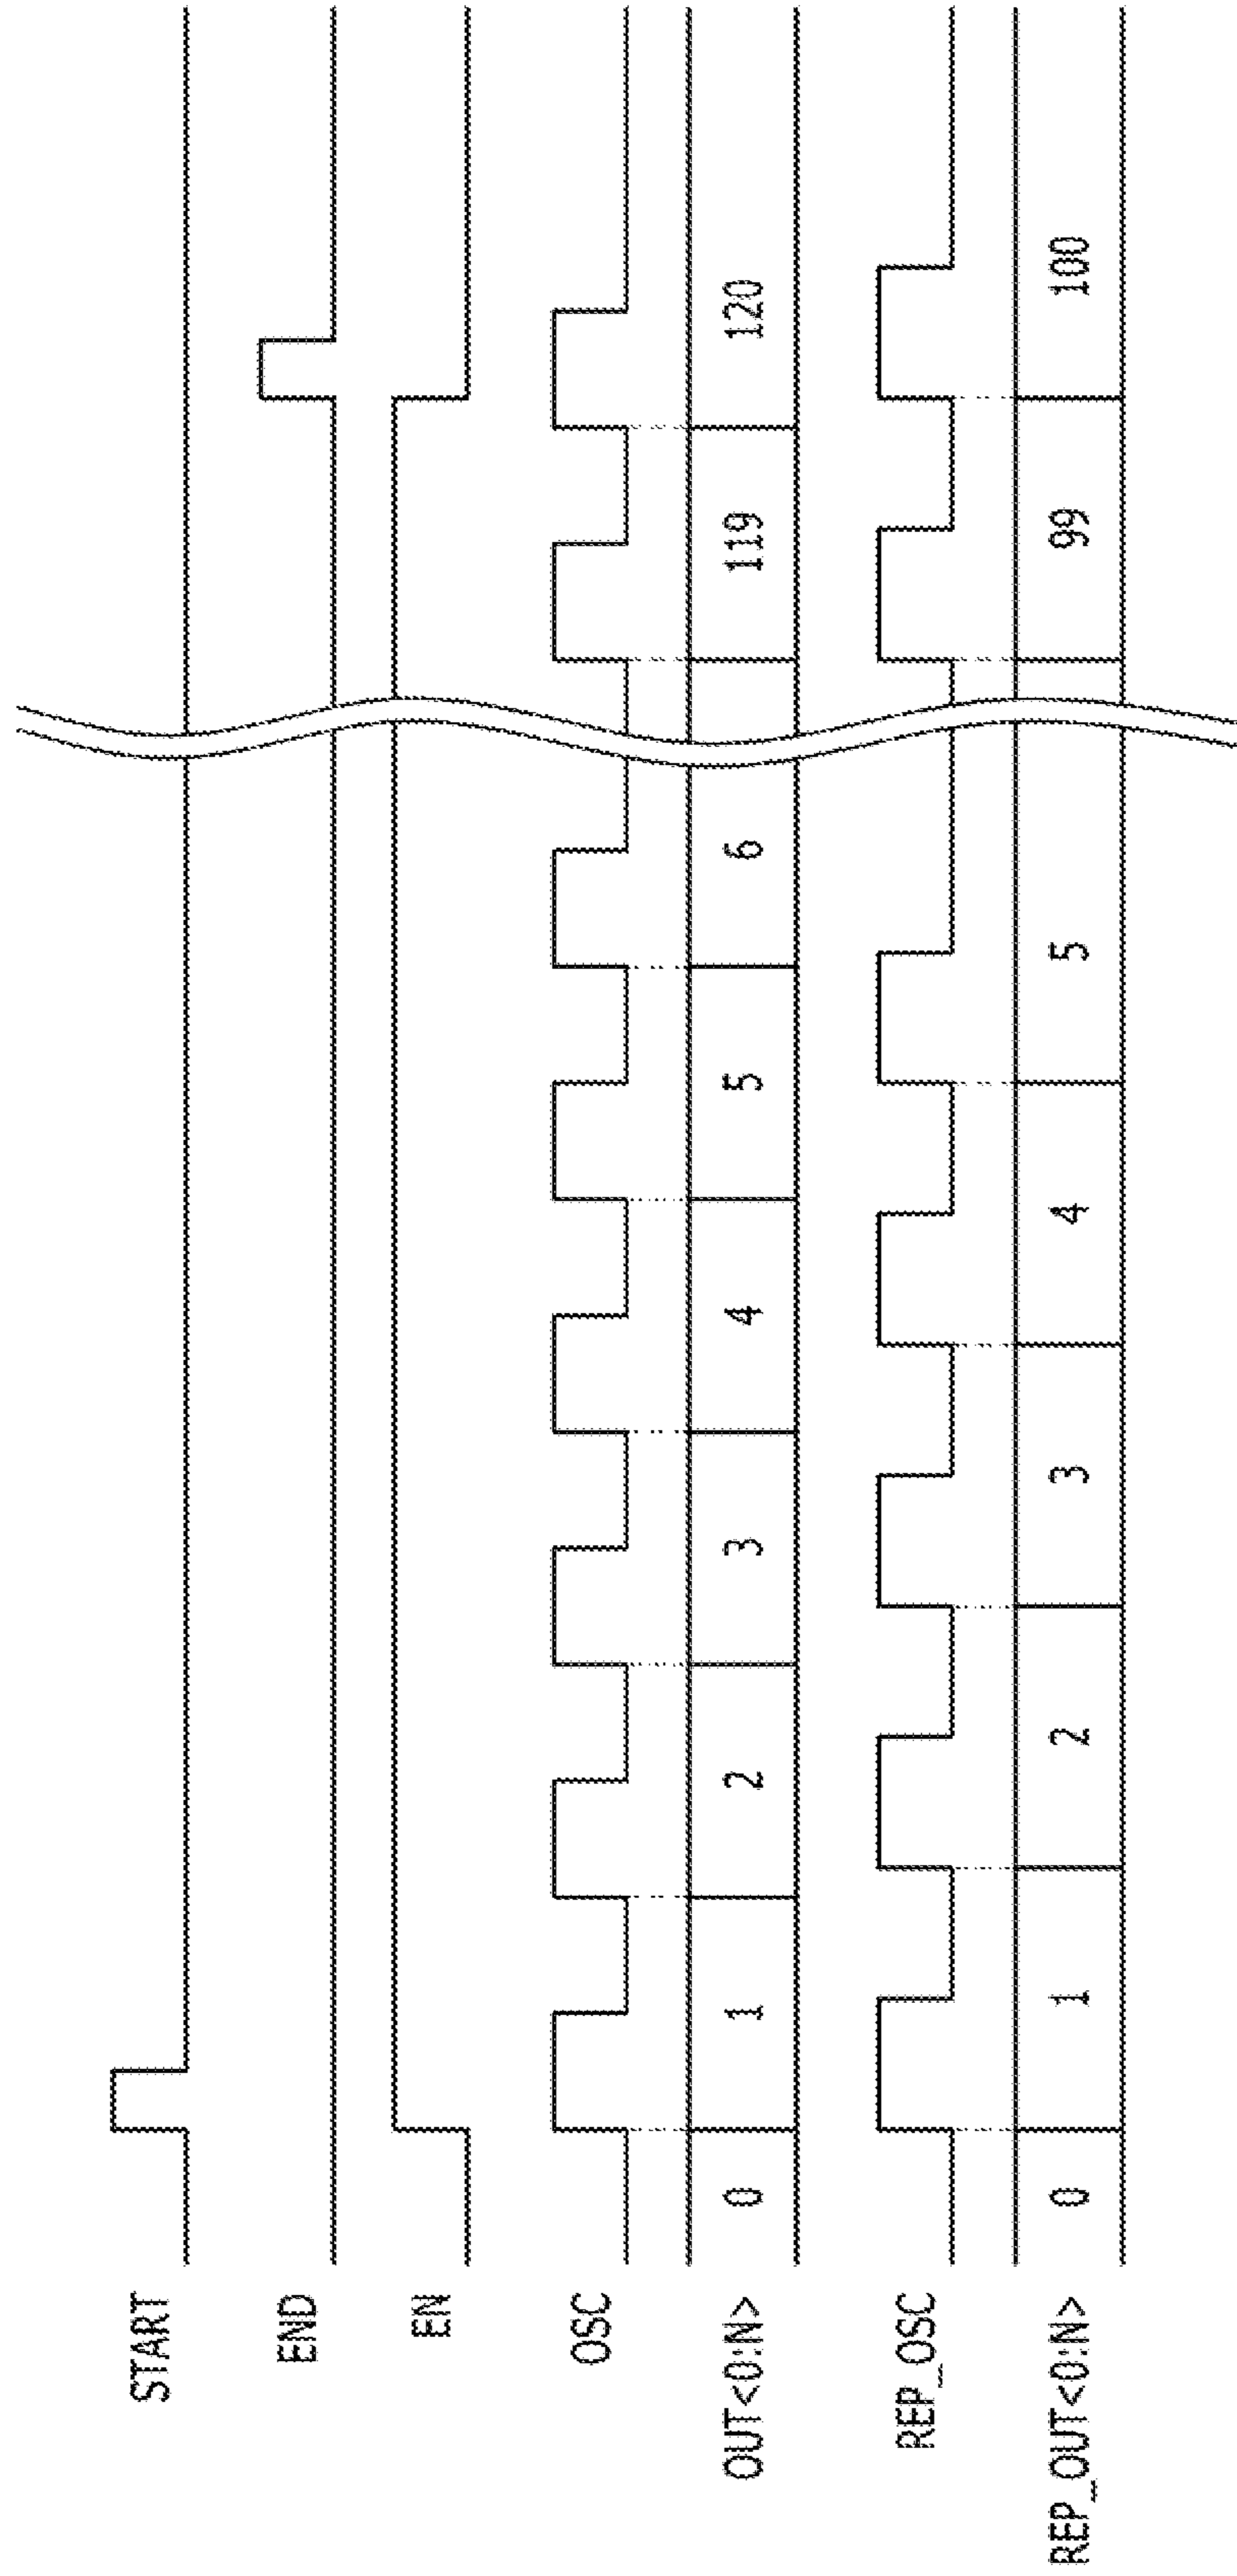 START
END
EN
OSC
OUT<0:N> 0 1 2 3 4 5 6 119 120
REP_OSC
REP_OUT<0:N> 0 1 2 3 4 5 99 100